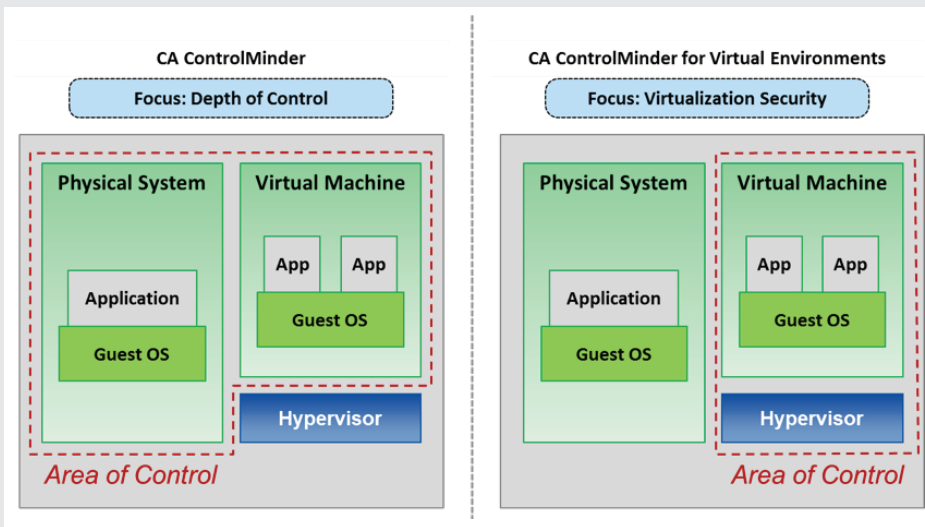 CA ControlMinder
Focus: Depth of Control
Physical System
Virtual Machine
App
App
Application
Guest OS
Guest OS
Hypervisor
Area of Control
CA ControlMinder for Virtual Environments
Focus: Virtualization Security
Physical System
Virtual Machine
App
App
Application
Guest OS
Guest OS
Hypervisor
Area of Control